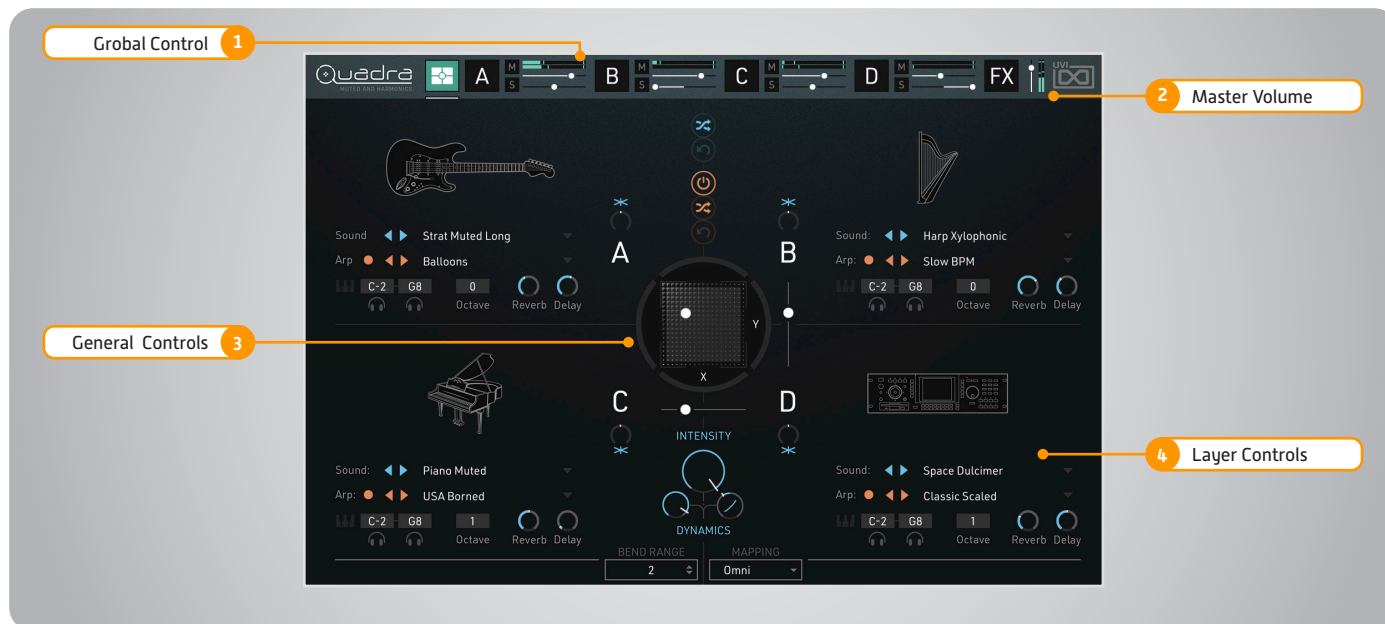 Grobal Control 1
Quadra
MUTED AND HARMONICS
A M S B M S C M S D M S FX UVI
2 Master Volume
A B
Sound Strat Muted Long
Arp Balloons
C-2 G8 0
Octave Reverb Delay
Sound: Harp Xylophonic
Arp: Slow BPM
C-2 G8 0
Octave Reverb Delay
General Controls 3
Y
X
C D
INTENSITY
DYNAMICS
4 Layer Controls
Sound: Piano Muted
Arp: USA Borned
C-2 G8 1
Octave Reverb Delay
Sound: Space Dulcimer
Arp: Classic Scaled
C-2 G8 1
Octave Reverb Delay
BEND RANGE MAPPING
2 Omni